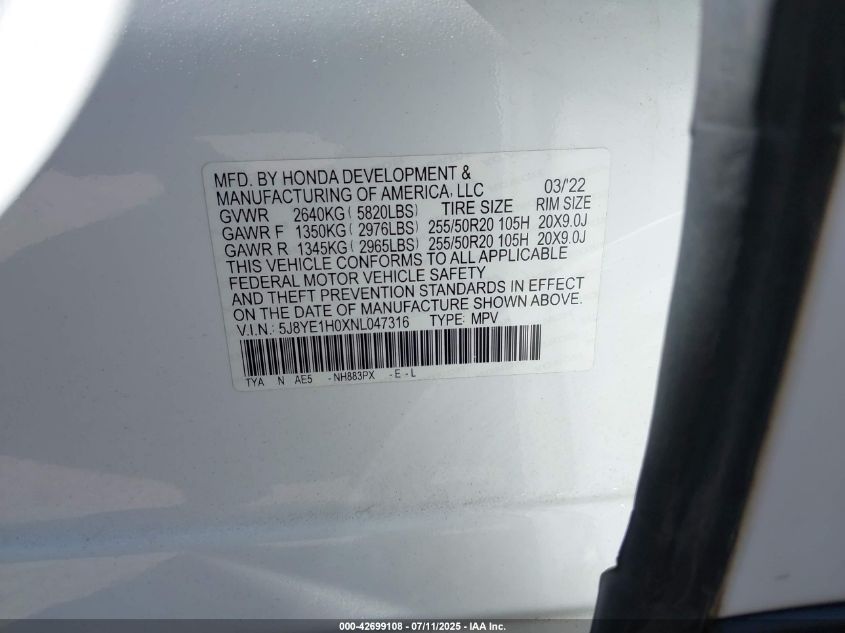 MFD. BY HONDA DEVELOPMENT &
MANUFACTURING OF AMERICA, LLC 03/'22
GVWR 2640KG( 5820LBS) TIRE SIZE RIM SIZE
GAWR F 1350KG( 2976LBS) 255/50R20 105H 20X9.0J
GAWR R 1345KG( 2965LBS) 255/50R20 105H 20X9.0J
THIS VEHICLE CONFORMS TO ALL APPLICABLE
FEDERAL MOTOR VEHICLE SAFETY
AND THEFT PREVENTION STANDARDS IN EFFECT
ON THE DATE OF MANUFACTURE SHOWN ABOVE.
V.I.N.: 5J8YE1H0XNL047316 TYPE: MPV
TYA N AE5 -NH883PX -E-L
000-42699108 - 07/11/2025 - IAA Inc.